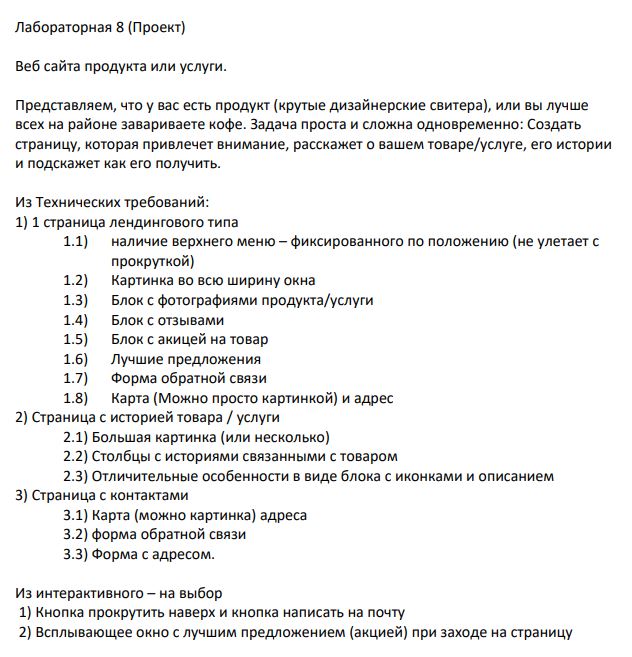 Лабораторная 8 (Проект)
Веб сайта продукта или услуги.
Представляем, что у вас есть продукт (крутые дизайнерские свитера), или вы лучше
всех на районе завариваете кофе. Задача проста и сложна одновременно: Создать
страницу, которая привлечет внимание, расскажет о вашем товаре/услуге, его истории
и подскажет как его получить.
Из Технических требований:
1) 1 страница лендингового типа
1.1) наличие верхнего меню – фиксированного по положению (не улетает с
прокруткой)
1.2) Картинка во всю ширину окна
1.3) Блок с фотографиями продукта/услуги
1.4) Блок с отзывами
1.5) Блок с акицей на товар
1.6) Лучшие предложения
1.7) Форма обратной связи
1.8) Карта (Можно просто картинкой) и адрес
2) Страница с историей товара / услуги
2.1) Большая картинка (или несколько)
2.2) Столбцы с историями связанными с товаром
2.3) Отличительные особенности в виде блока с иконками и описанием
3) Страница с контактами
3.1) Карта (можно картинка) адреса
3.2) форма обратной связи
3.3) Форма с адресом.
Из интерактивного – на выбор
1) Кнопка прокрутить наверх и кнопка написать на почту
2) Всплывающее окно с лучшим предложением (акцией) при заходе на страницу